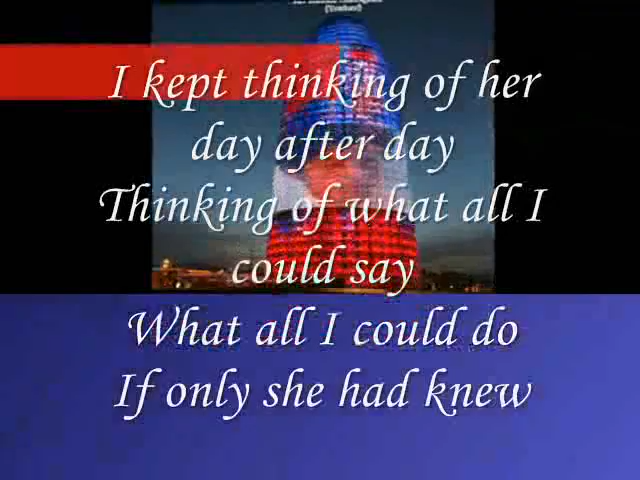 I kept thinking of her
day after day
Thinking of what all I
could say
What all I could do
If only she had knew